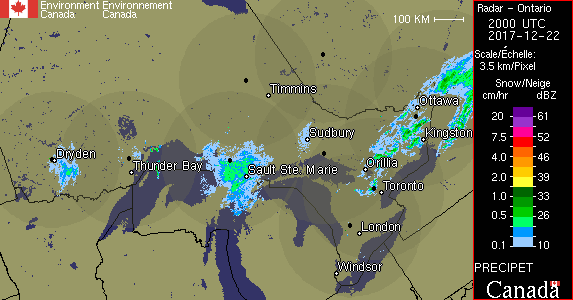 Environment Environnement
Canada Canada
100 KM
Timmins
Ottawa
Sudbury
Kingston
Dryden
Thunder Bay
Sault Ste. Marie
Orillia
Toronto
London
Windsor
Radar - Ontario
2000 UTC
2017-12-22
Scale/Échelle:
3.5 km/Pixel
Snow/Neige
cm/hr dBZ
20 61
7.5 52
4.0 46
2.0 39
1.0 33
0.5 26
0.1 10
PRECIPET
Canada